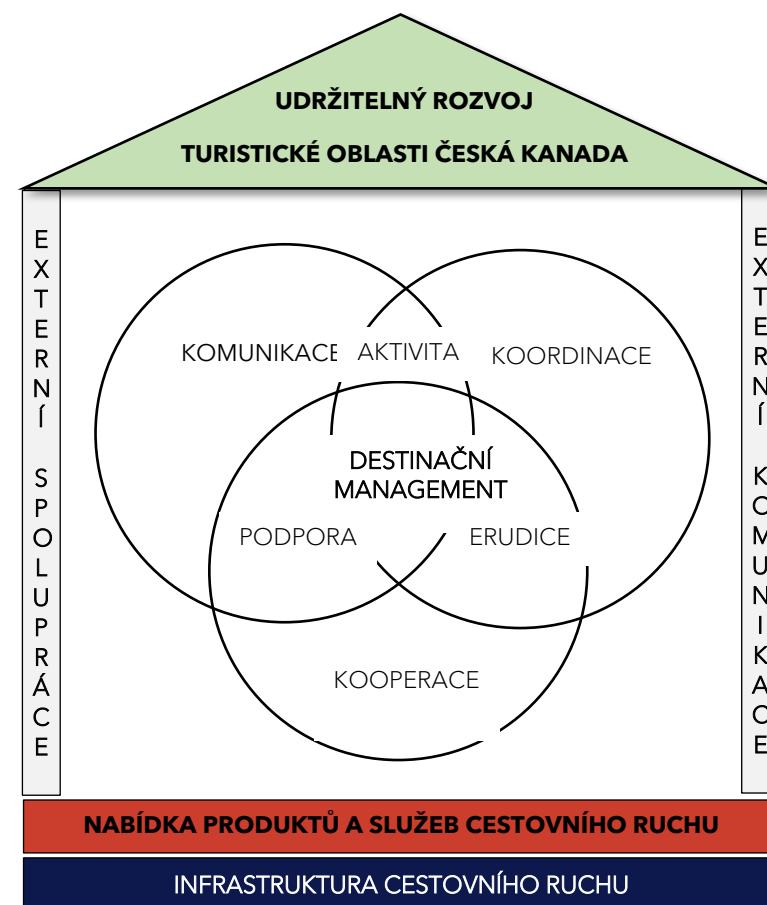 UDRŽITELNÝ ROZVOJ
TURISTICKÉ OBLASTI ČESKÁ KANADA
EXTERNÍ SPOLUPRÁCE
KOMUNIKACE
AKTIVITA
KOORDINACE
DESTINAČNÍ
MANAGEMENT
PODPORA
ERUDICE
KOOPERACE
EXTERNÍ KOMUNIKACE
NABÍDKA PRODUKTŮ A SLUŽEB CESTOVNÍHO RUCHU
INFRASTRUKTURA CESTOVNÍHO RUCHU